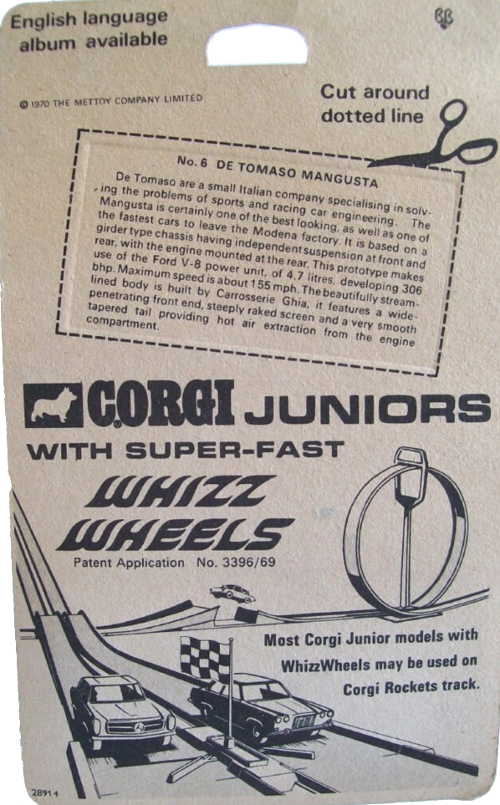 English language
album available
© 1970 THE METTOY COMPANY LIMITED
Cut around
dotted line
No. 6 DE TOMASO MANGUSTA
De Tomaso are a small Italian company specialising in solv-
ing the problems of sports and racing car engineering. The
Mangusta is certainly one of the best looking, as well as one of
the fastest cars to leave the Modena factory. It is based on a
girder type chassis having independent suspension at front and
rear, with the engine mounted at the rear. This prototype makes
use of the Ford V-8 power unit, of 4.7 litres, developing 306
bhp. Maximum speed is about 155 mph. The beautifully stream-
lined body is built by Carrosserie Ghia, it features a wide-
penetrating front end, steeply raked screen and a very smooth
tapered tail providing hot air extraction from the engine
compartment.
CORGI JUNIORS
WITH SUPER-FAST
WHIZZ
WHEELS
Patent Application No. 3396/69
Most Corgi Junior models with
WhizzWheels may be used on
Corgi Rockets track.
28914